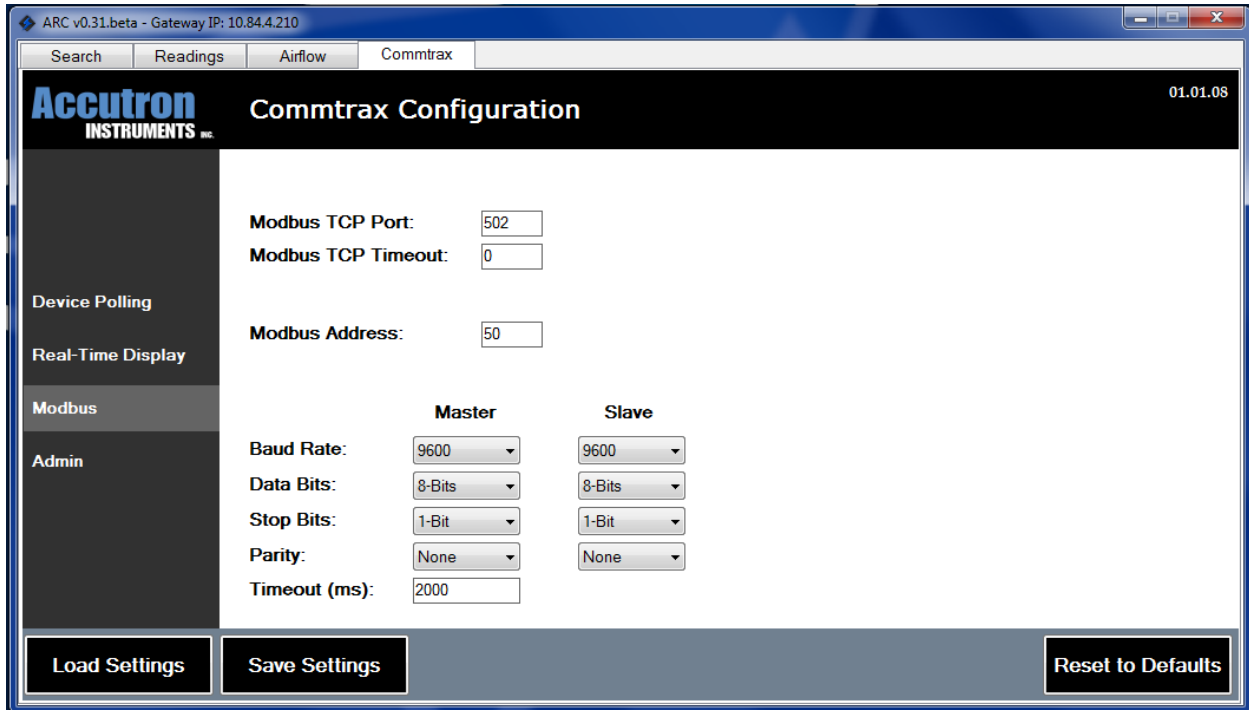 ARC v0.31.beta - Gateway IP: 10.84.4.210
Search Readings Airflow Commtrax
Accutron
INSTRUMENTS INC.
Commtrax Configuration
01.01.08
Device Polling
Real-Time Display
Modbus
Admin
Modbus TCP Port: 502
Modbus TCP Timeout: 0
Modbus Address: 50
Master Slave
Baud Rate: 9600 9600
Data Bits: 8-Bits 8-Bits
Stop Bits: 1-Bit 1-Bit
Parity: None None
Timeout (ms): 2000
Load Settings Save Settings Reset to Defaults